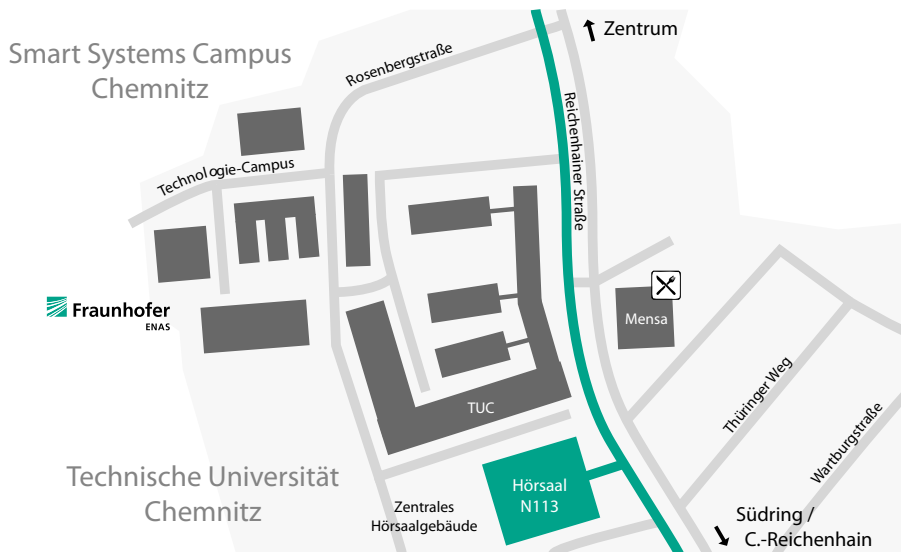 Smart Systems Campus
Chemnitz
Zentrum
Rosenbergstraße
Reichenhainer Straße
Technologie-Campus
Fraunhofer
ENAS
Mensa
Thüringer Weg
TUC
Wartburgstraße
Technische Universität
Chemnitz
Hörsaal
N113
Zentrales
Hörsaalgebäude
Südring /
C.-Reichenhain